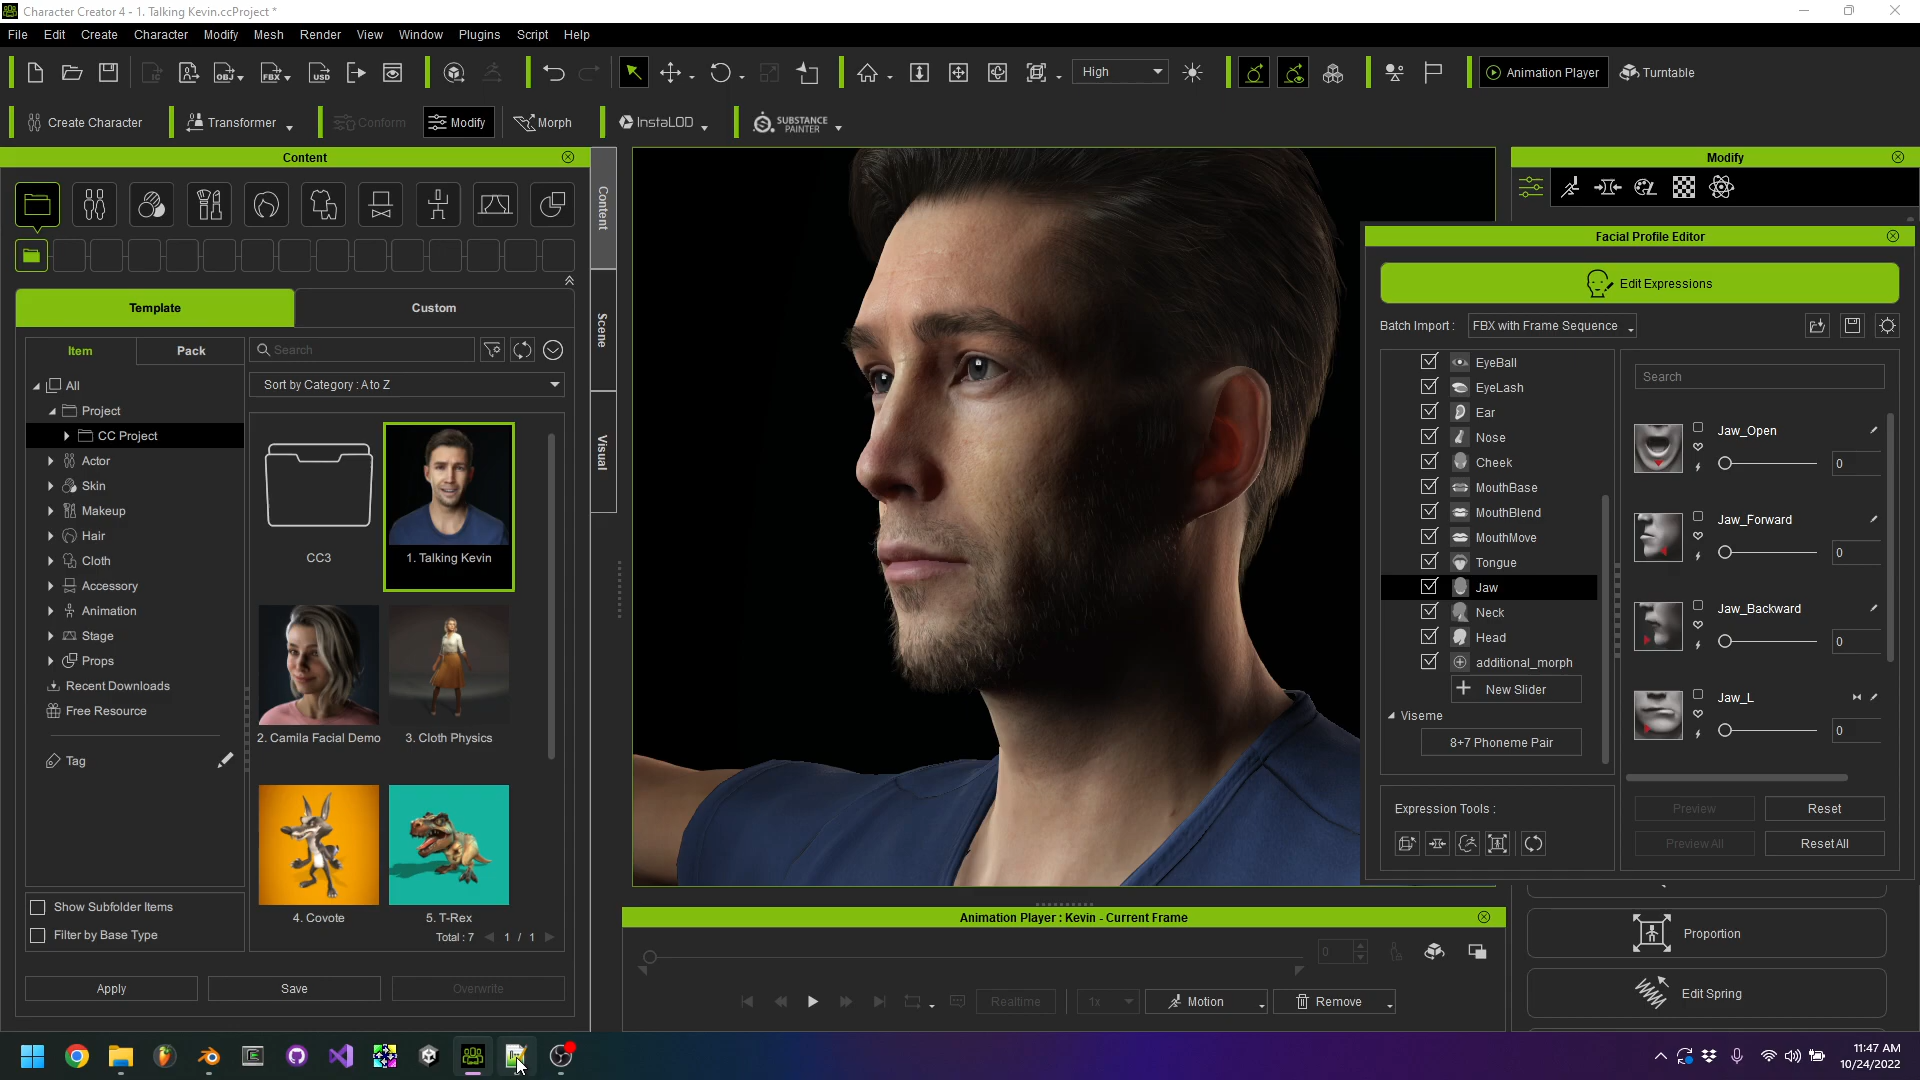 Character Creator 4 - 1. Talking Kevin.ccProject *
File Edit Create Character Modify Mesh Render View Window Plugins Script Help
High
Animation Player
Turntable
Create Character
Transformer
Conform
Modify
Morph
InstaLOD
SUBSTANCE PAINTER
Content
Content
Scene
Visual
Template
Custom
Item
Pack
Search
Sort by Category : A to Z
All
Project
CC Project
Actor
Skin
Makeup
Hair
Cloth
Accessory
Animation
Stage
Props
Recent Downloads
Free Resource
Tag
CC3
1. Talking Kevin
2. Camila Facial Demo
3. Cloth Physics
4. Coyote
5. T-Rex
Total : 7
1 / 1
Show Subfolder Items
Filter by Base Type
Apply
Save
Overwrite
Animation Player : Kevin - Current Frame
0
Realtime
1x
Motion
Remove
Modify
Facial Profile Editor
Edit Expressions
Batch Import :
FBX with Frame Sequence
EyeBall
EyeLash
Ear
Nose
Cheek
MouthBase
MouthBlend
MouthMove
Tongue
Jaw
Neck
Head
additional_morph
New Slider
Viseme
8+7 Phoneme Pair
Expression Tools :
Search
Jaw_Open
0
Jaw_Forward
0
Jaw_Backward
0
Jaw_L
0
Preview
Reset
Preview All
Reset All
Proportion
Edit Spring
11:47 AM
10/24/2022